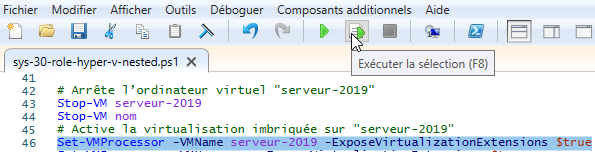 Fichier Modifier Afficher Outils Déboguer Composants additionnels Aide
sys-30-role-hyper-v-nested.ps1 X
Exécuter la sélection (F8)
41
42 # Arrête l'ordinateur virtuel "serveur-2019"
43 Stop-VM serveur-2019
44 Stop-VM nom
45 # Active la virtualisation imbriquée sur "serveur-2019"
46 Set-VMProcessor -VMName serveur-2019 -ExposeVirtualizationExtensions $true